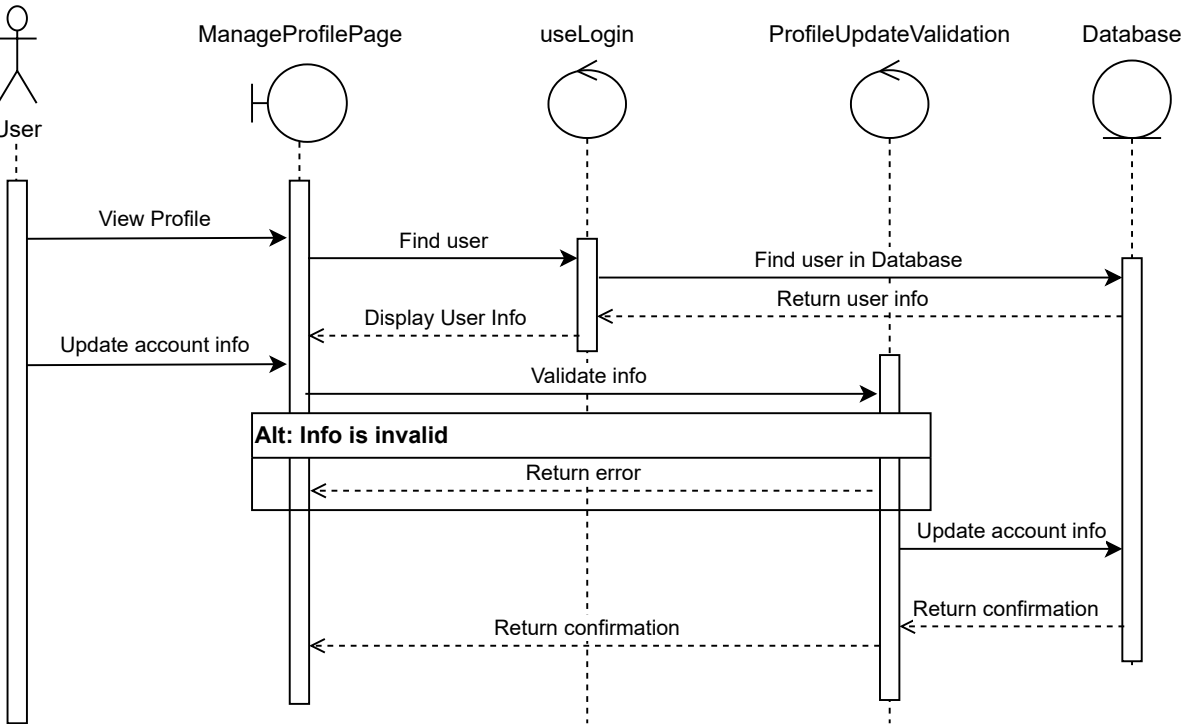 ManageProfilePage
useLogin
ProfileUpdateValidation
Database
User
View Profile
Find user
Find user in Database
Return user info
Display User Info
Update account info
Validate info
Alt: Info is invalid
Return error
Update account info
Return confirmation
Return confirmation